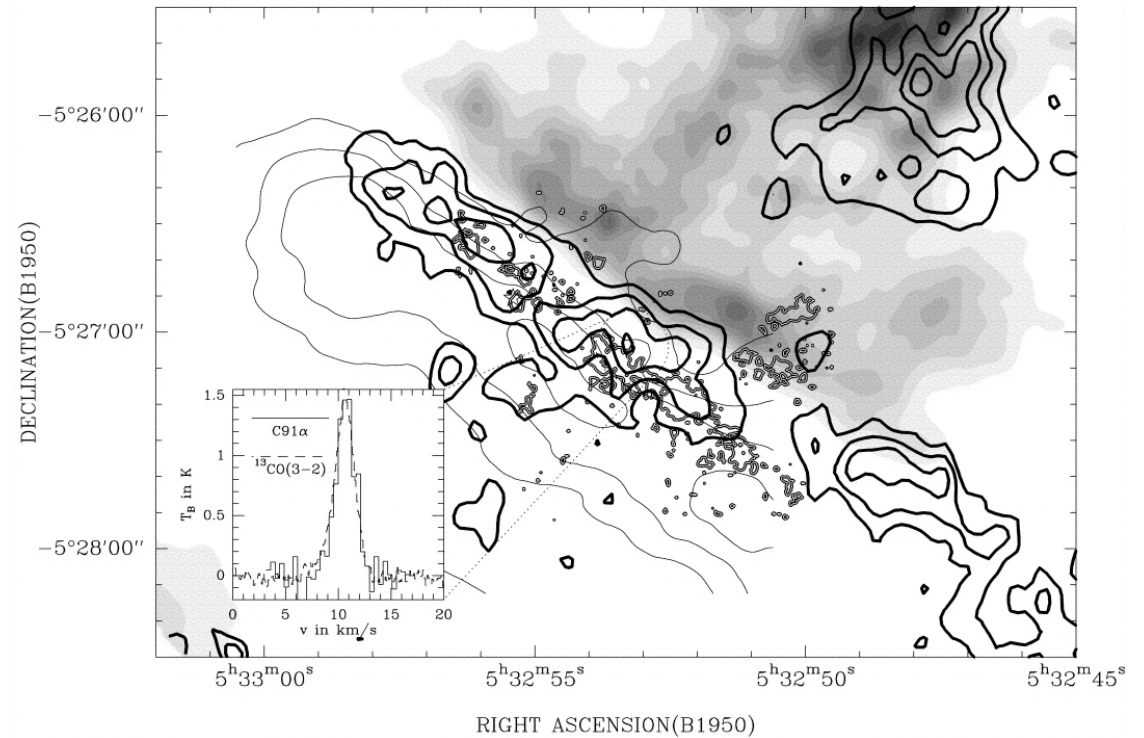 -5°26'00''
-5°27'00''
-5°28'00''
DECLINATION(B1950)
1.5
1
0.5
0
T_B in K
C91α
¹³CO(3-2)
0 5 10 15 20
v in km/s
5ʰ33ᵐ00ˢ 5ʰ32ᵐ55ˢ 5ʰ32ᵐ50ˢ 5ʰ32ᵐ45ˢ
RIGHT ASCENSION(B1950)